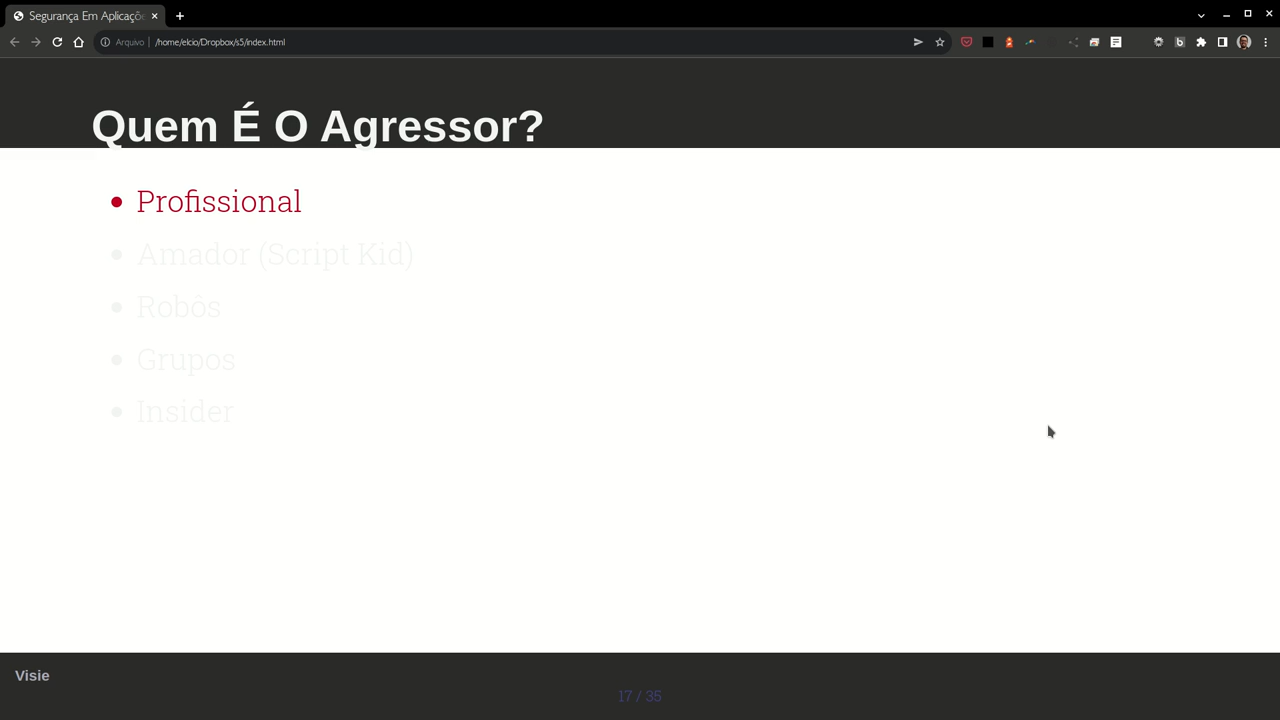 Segurança Em Aplicaçõe
Arquivo
/home/elcio/Dropbox/s5/index.html
Quem É O Agressor?
Profissional
Amador (Script Kid)
Robôs
Grupos
Insider
Visie
17 / 35